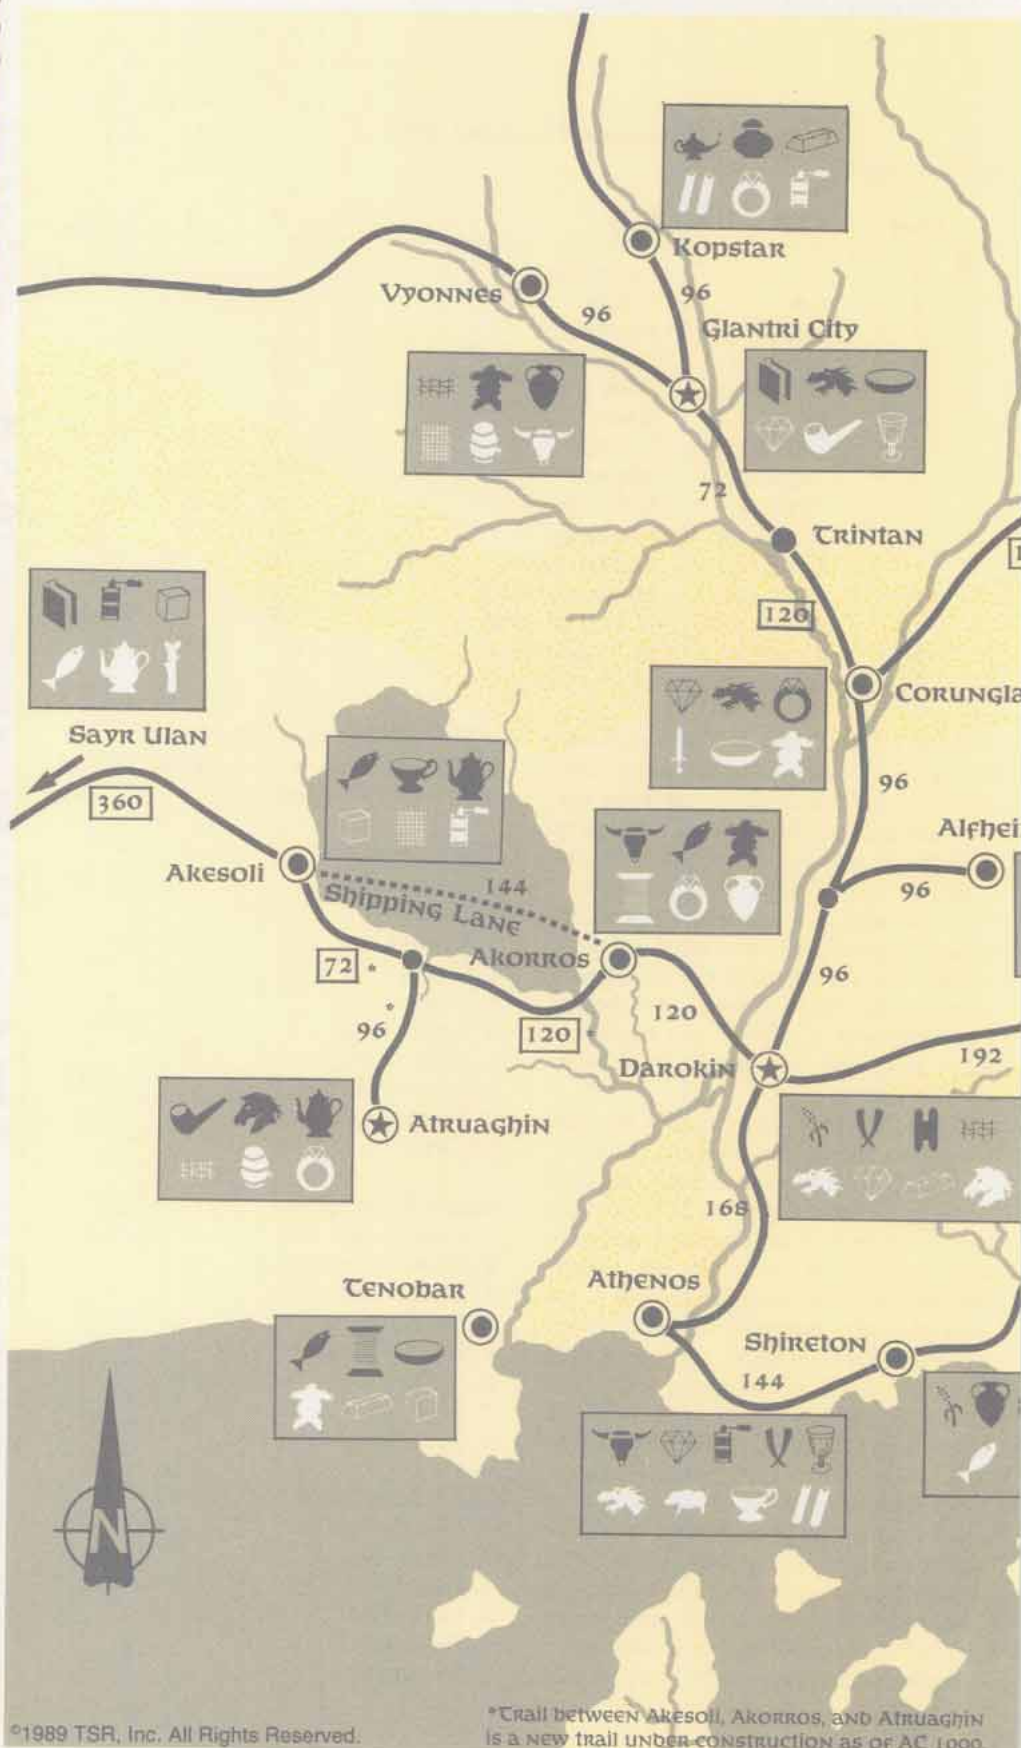 Kopstar
Vyonnes
96
96
Glantri City
72
Trintan
120
Corungla
Sayr Ulan
360
96
Alfhei
Akesoli
144
Shipping Lane
96
72 *
Akorros
96
*
96
120 *
120
Darokin
192
Atruaghin
168
Tenobar
Athenos
Shireton
144
N
©1989 TSR, Inc. All Rights Reserved.
*Trail between Akesoli, Akorros, and Atruaghin
is a new trail under construction as of AC 1000.